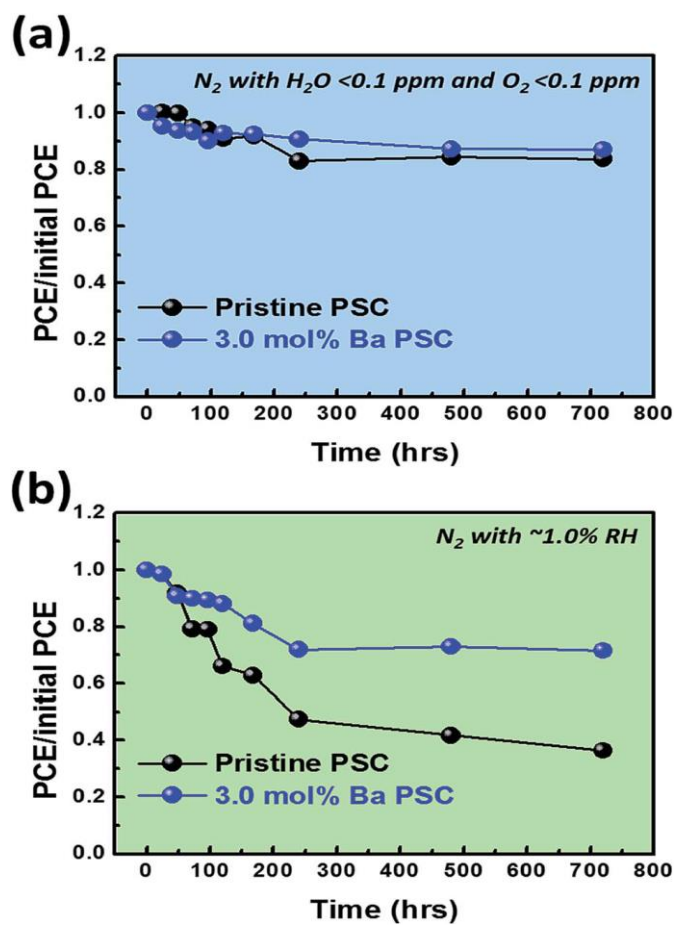 (a)
1.2
1.0
0.8
0.6
0.4
0.2
0.0
PCE/initial PCE
N₂ with H₂O <0.1 ppm and O₂ <0.1 ppm
Pristine PSC
3.0 mol% Ba PSC
0 100 200 300 400 500 600 700 800
Time (hrs)
(b)
1.2
1.0
0.8
0.6
0.4
0.2
0.0
PCE/initial PCE
N₂ with ~1.0% RH
Pristine PSC
3.0 mol% Ba PSC
0 100 200 300 400 500 600 700 800
Time (hrs)